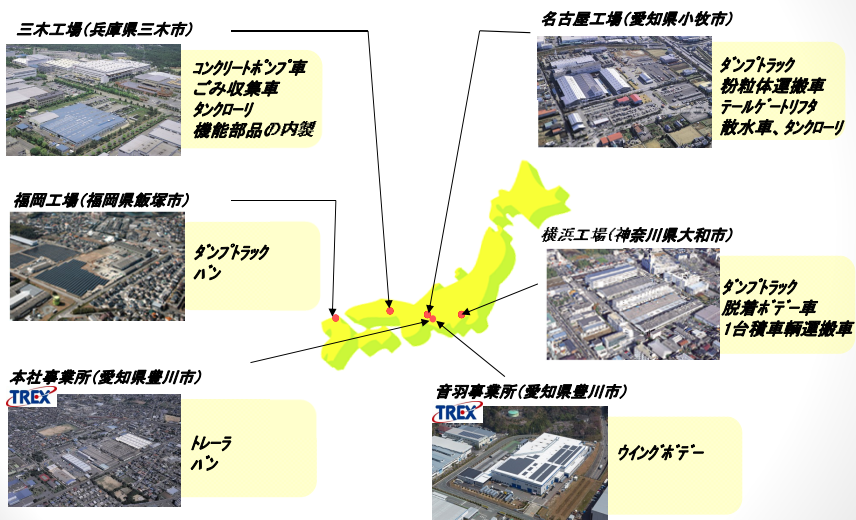 三木工場(兵庫県三木市)
コンクリートポンプ車
ごみ収集車
タンクローリ
機能部品の内製
名古屋工場(愛知県小牧市)
ダンプトラック
粉粒体運搬車
テールゲートリフタ
散水車、タンクローリ
福岡工場(福岡県飯塚市)
ダンプトラック
バン
横浜工場(神奈川県大和市)
ダンプトラック
脱着ボデー車
1台積車輌運搬車
本社事業所(愛知県豊川市)
TREX
トレーラ
バン
音羽事業所(愛知県豊川市)
TREX
ウイングボデー